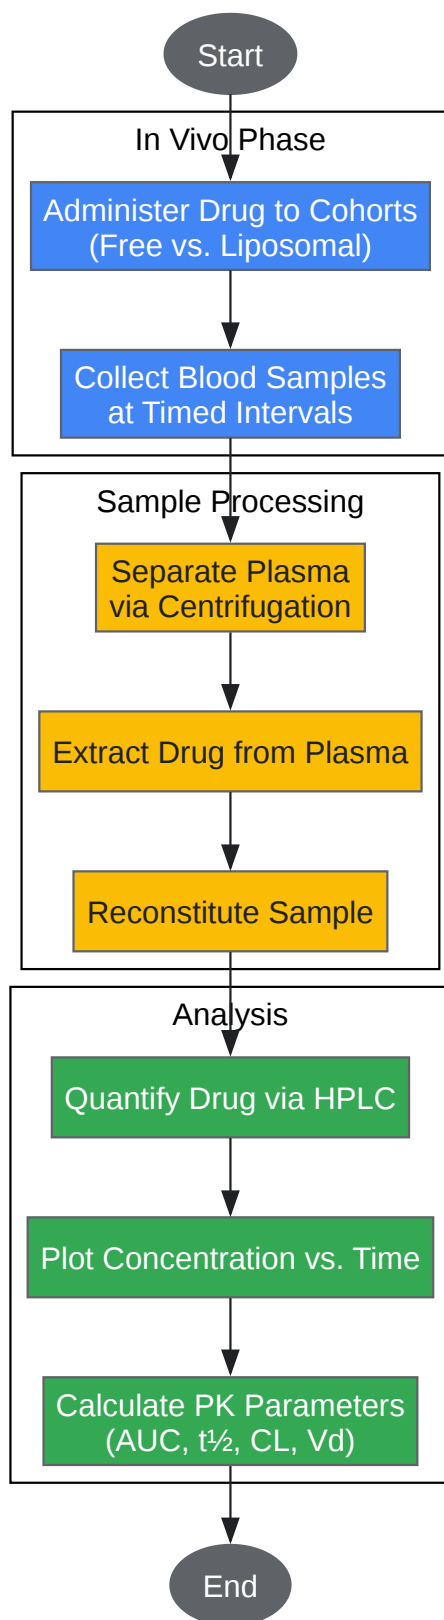 Start
In Vivo Phase
Administer Drug to Cohorts
(Free vs. Liposomal)
Collect Blood Samples
at Timed Intervals
Sample Processing
Separate Plasma
via Centrifugation
Extract Drug from Plasma
Reconstitute Sample
Analysis
Quantify Drug via HPLC
Plot Concentration vs. Time
Calculate PK Parameters
(AUC, t½, CL, Vd)
End